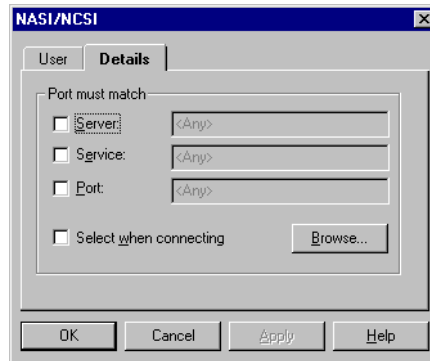 NASI/NCSI
User Details
Port must match
Server: <Any>
Service: <Any>
Port: <Any>
Select when connecting Browse...
OK Cancel Apply Help